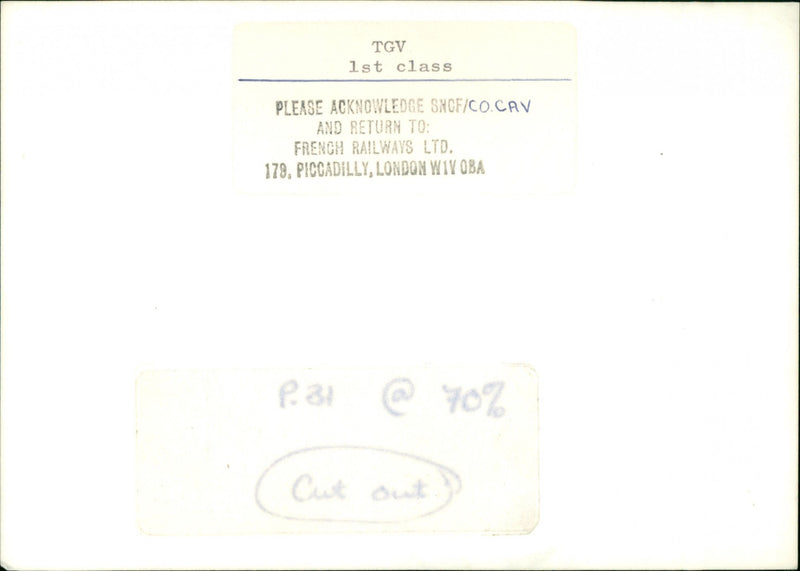 TGV
1st class
PLEASE ACKNOWLEDGE SNCF/CO.CAV
AND RETURN TO:
FRENCH RAILWAYS LTD.
179, PICCADILLY, LONDON W1V 0BA
P.31 @ 70%
Cut out